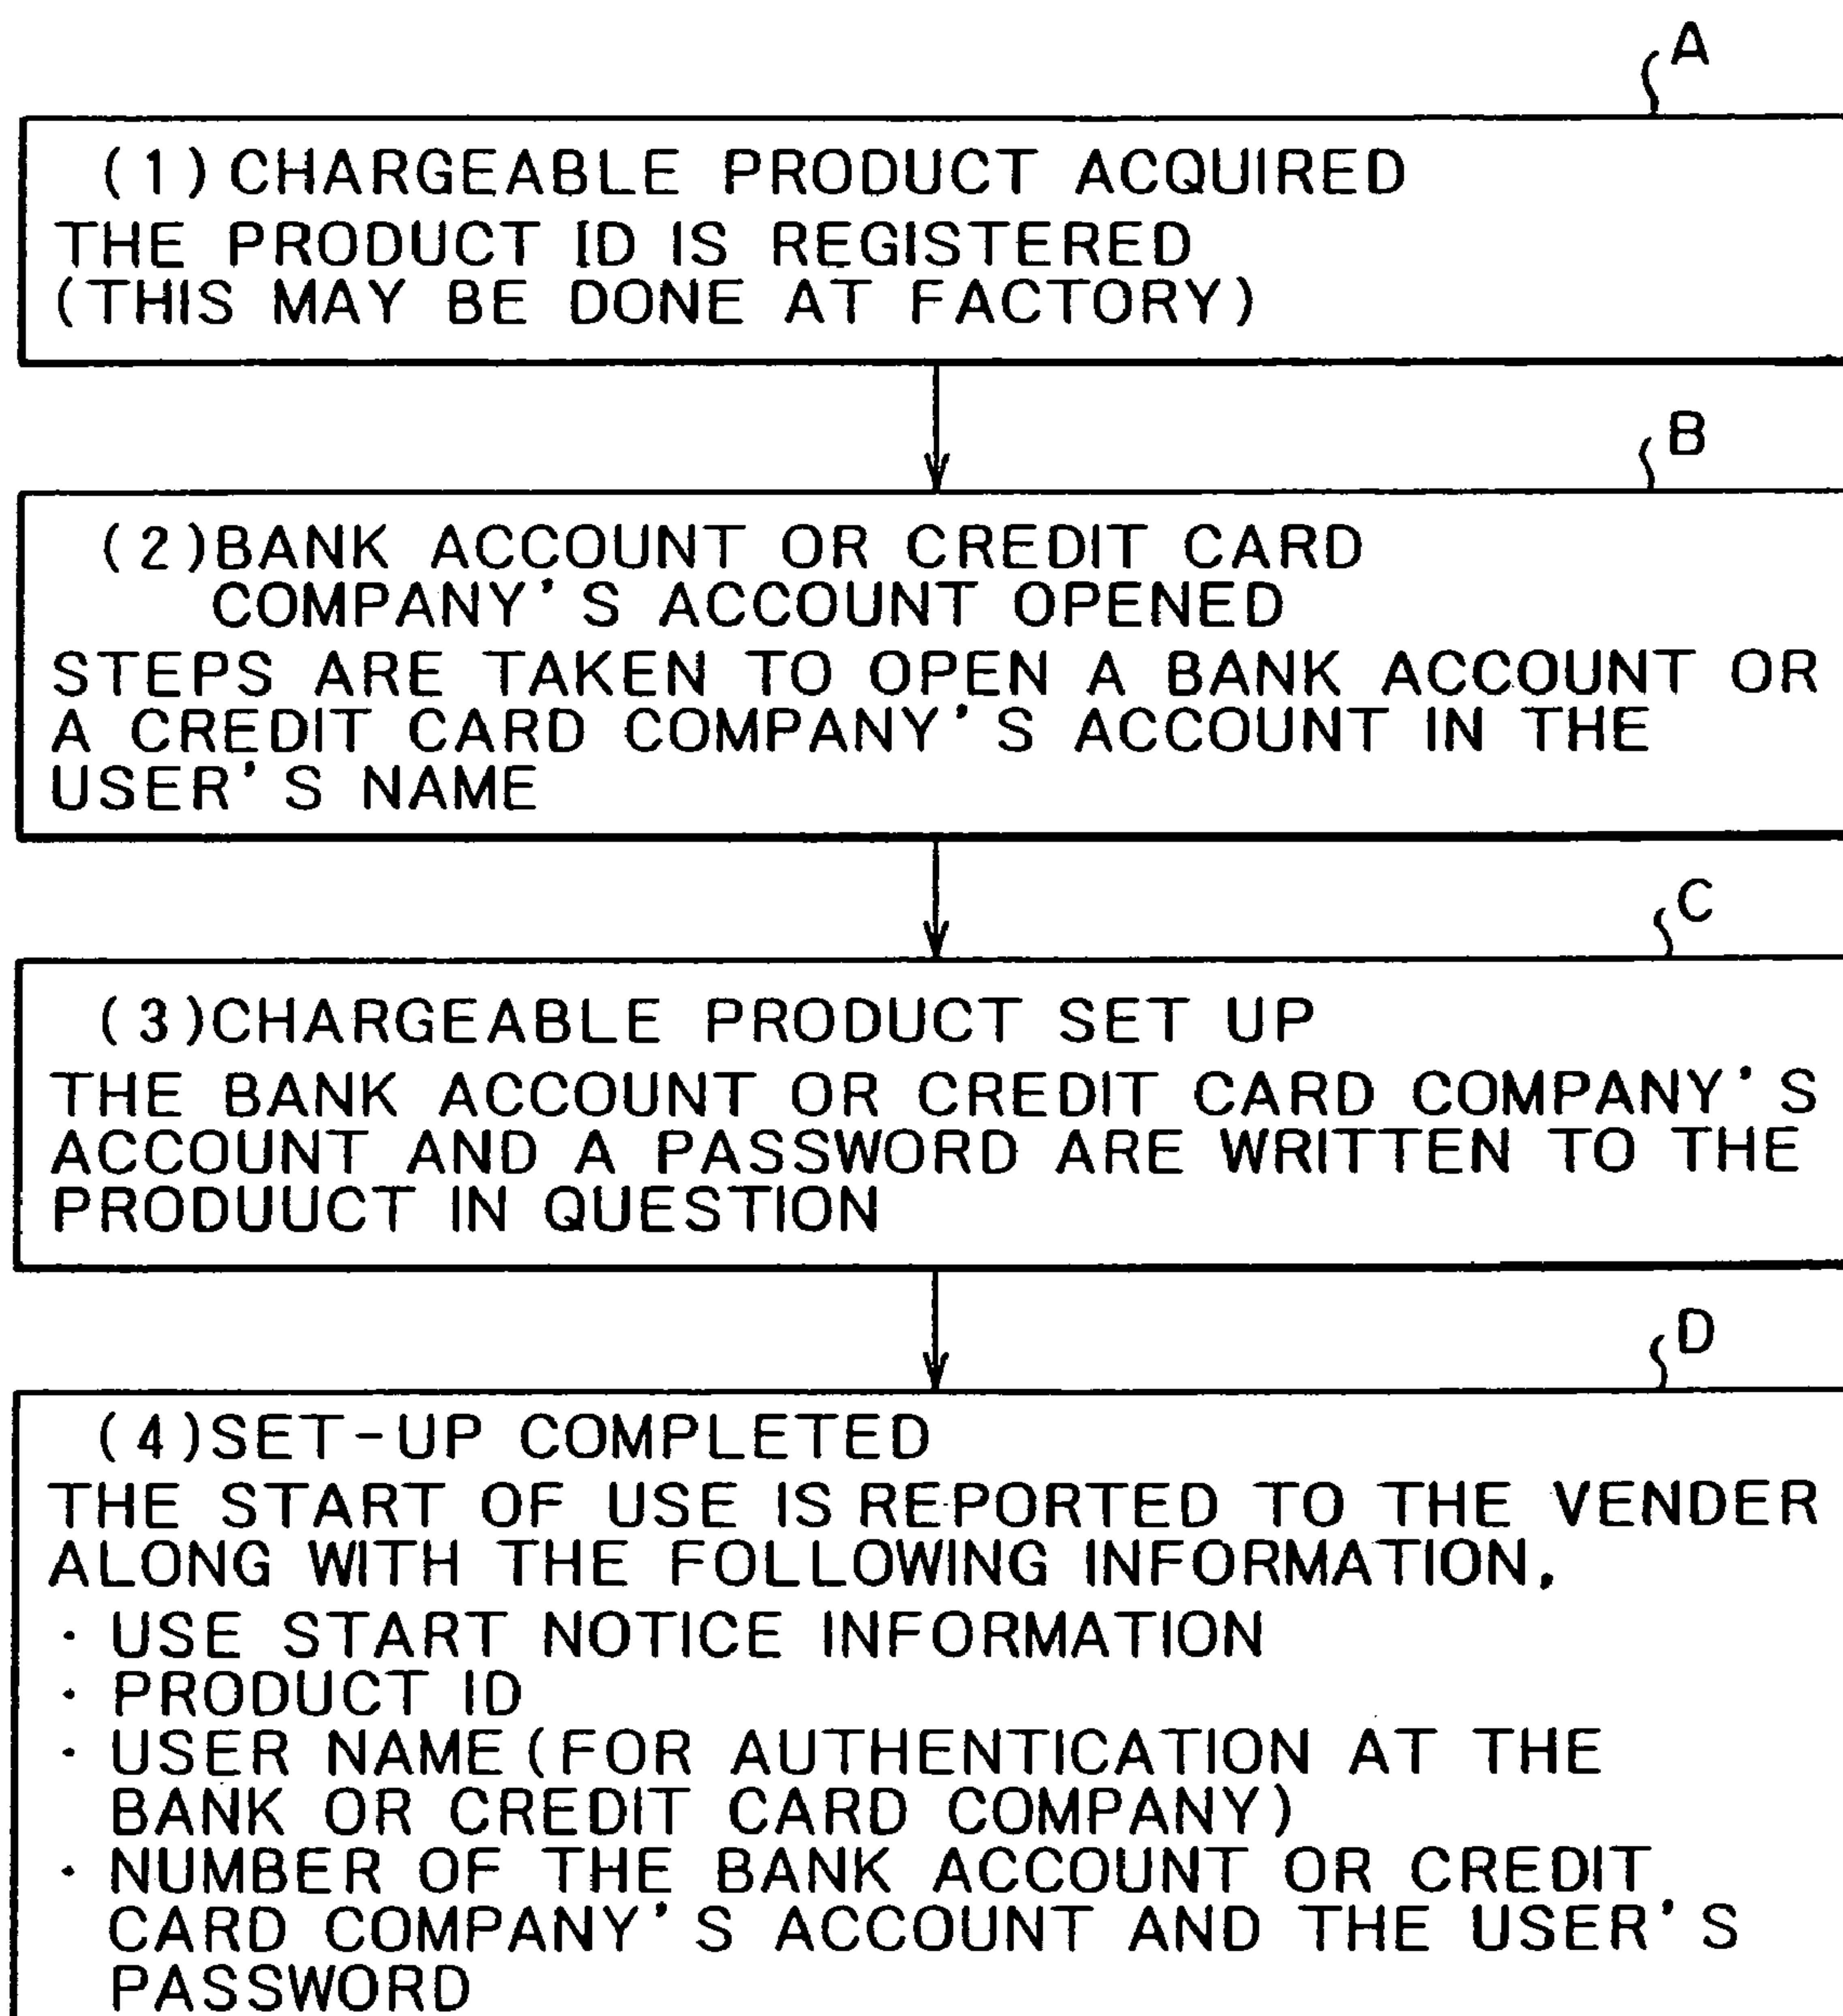 A
(1) CHARGEABLE PRODUCT ACQUIRED
THE PRODUCT ID IS REGISTERED
(THIS MAY BE DONE AT FACTORY)
B
(2) BANK ACCOUNT OR CREDIT CARD
COMPANY'S ACCOUNT OPENED
STEPS ARE TAKEN TO OPEN A BANK ACCOUNT OR
A CREDIT CARD COMPANY'S ACCOUNT IN THE
USER'S NAME
C
(3) CHARGEABLE PRODUCT SET UP
THE BANK ACCOUNT OR CREDIT CARD COMPANY'S
ACCOUNT AND A PASSWORD ARE WRITTEN TO THE
PRODUUCT IN QUESTION
D
(4) SET-UP COMPLETED
THE START OF USE IS REPORTED TO THE VENDER
ALONG WITH THE FOLLOWING INFORMATION.
· USE START NOTICE INFORMATION
· PRODUCT ID
· USER NAME (FOR AUTHENTICATION AT THE
BANK OR CREDIT CARD COMPANY)
· NUMBER OF THE BANK ACCOUNT OR CREDIT
CARD COMPANY'S ACCOUNT AND THE USER'S
PASSWORD